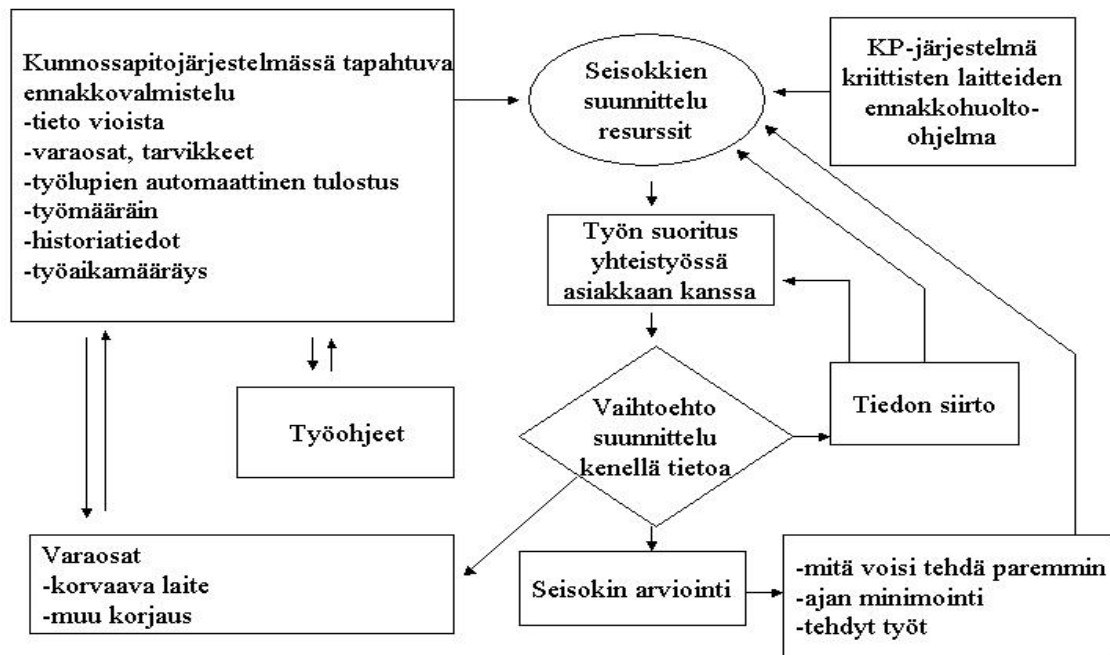 Kunnossapitojärjestelmässä tapahtuva
ennakkovalmistelu
-tieto vioista
-varaosat, tarvikkeet
-työlupien automaattinen tulostus
-työmääräin
-historiatiedot
-työaikamääräys
Seisokkien
suunnittelu
resurssit
KP-järjestelmä
kriittisten laitteiden
ennakkohuolto-
ohjelma
Työn suoritus
yhteistyössä
asiakkaan kanssa
Työohjeet
Vaihtoehto
suunnittelu
kenellä tietoa
Tiedon siirto
Varaosat
-korvaava laite
-muu korjaus
Seisokin arviointi
-mitä voisi tehdä paremmin
-ajan minimointi
-tehdyt työt